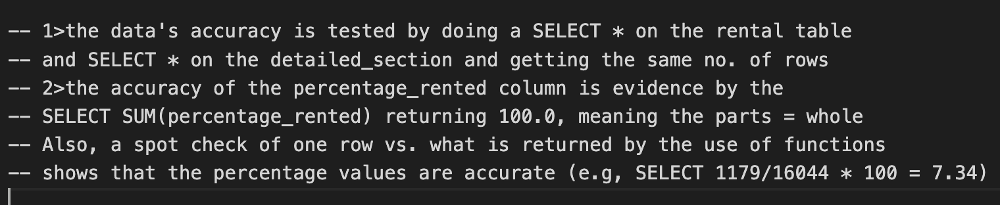 -- 1>the data's accuracy is tested by doing a SELECT * on the rental table
-- and SELECT * on the detailed_section and getting the same no. of rows
-- 2>the accuracy of the percentage_rented column is evidence by the
-- SELECT SUM(percentage_rented) returning 100.0, meaning the parts = whole
-- Also, a spot check of one row vs. what is returned by the use of functions
-- shows that the percentage values are accurate (e.g, SELECT 1179/16044 * 100 = 7.34)